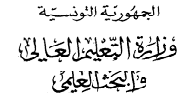 الجمهورية التونسية
وزارة التعليم العالي
والبحث العلمي